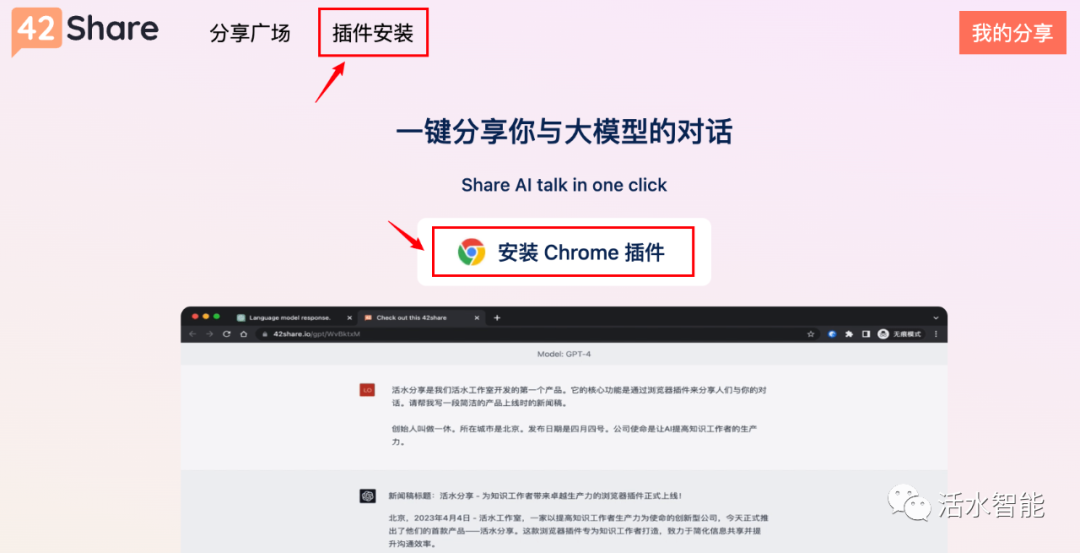 42 Share 分享广场 插件安装 我的分享
一键分享你与大模型的对话
Share AI talk in one click
安装 Chrome 插件
Language model response. Check out this 42share
42share.io/gpt/WvBktxM 无痕模式
Model: GPT-4
LO 活水分享是我们活水工作室开发的第一个产品。它的核心功能是通过浏览器插件来分享人们与你的对
话。请帮我写一段简洁的产品上线时的新闻稿。
创始人叫做一休。所在城市是北京。发布日期是四月四号。公司使命是让AI提高知识工作者的生产
力。
新闻稿标题：活水分享 - 为知识工作者带来卓越生产力的浏览器插件正式上线！
北京，2023年4月4日 - 活水工作室，一家以提高知识工作者生产力为使命的创新型公司，今天正式推
出了他们的首款产品——活水分享。这款浏览器插件专为知识工作者打造，致力于简化信息共享并提
升沟通效率。
活水智能